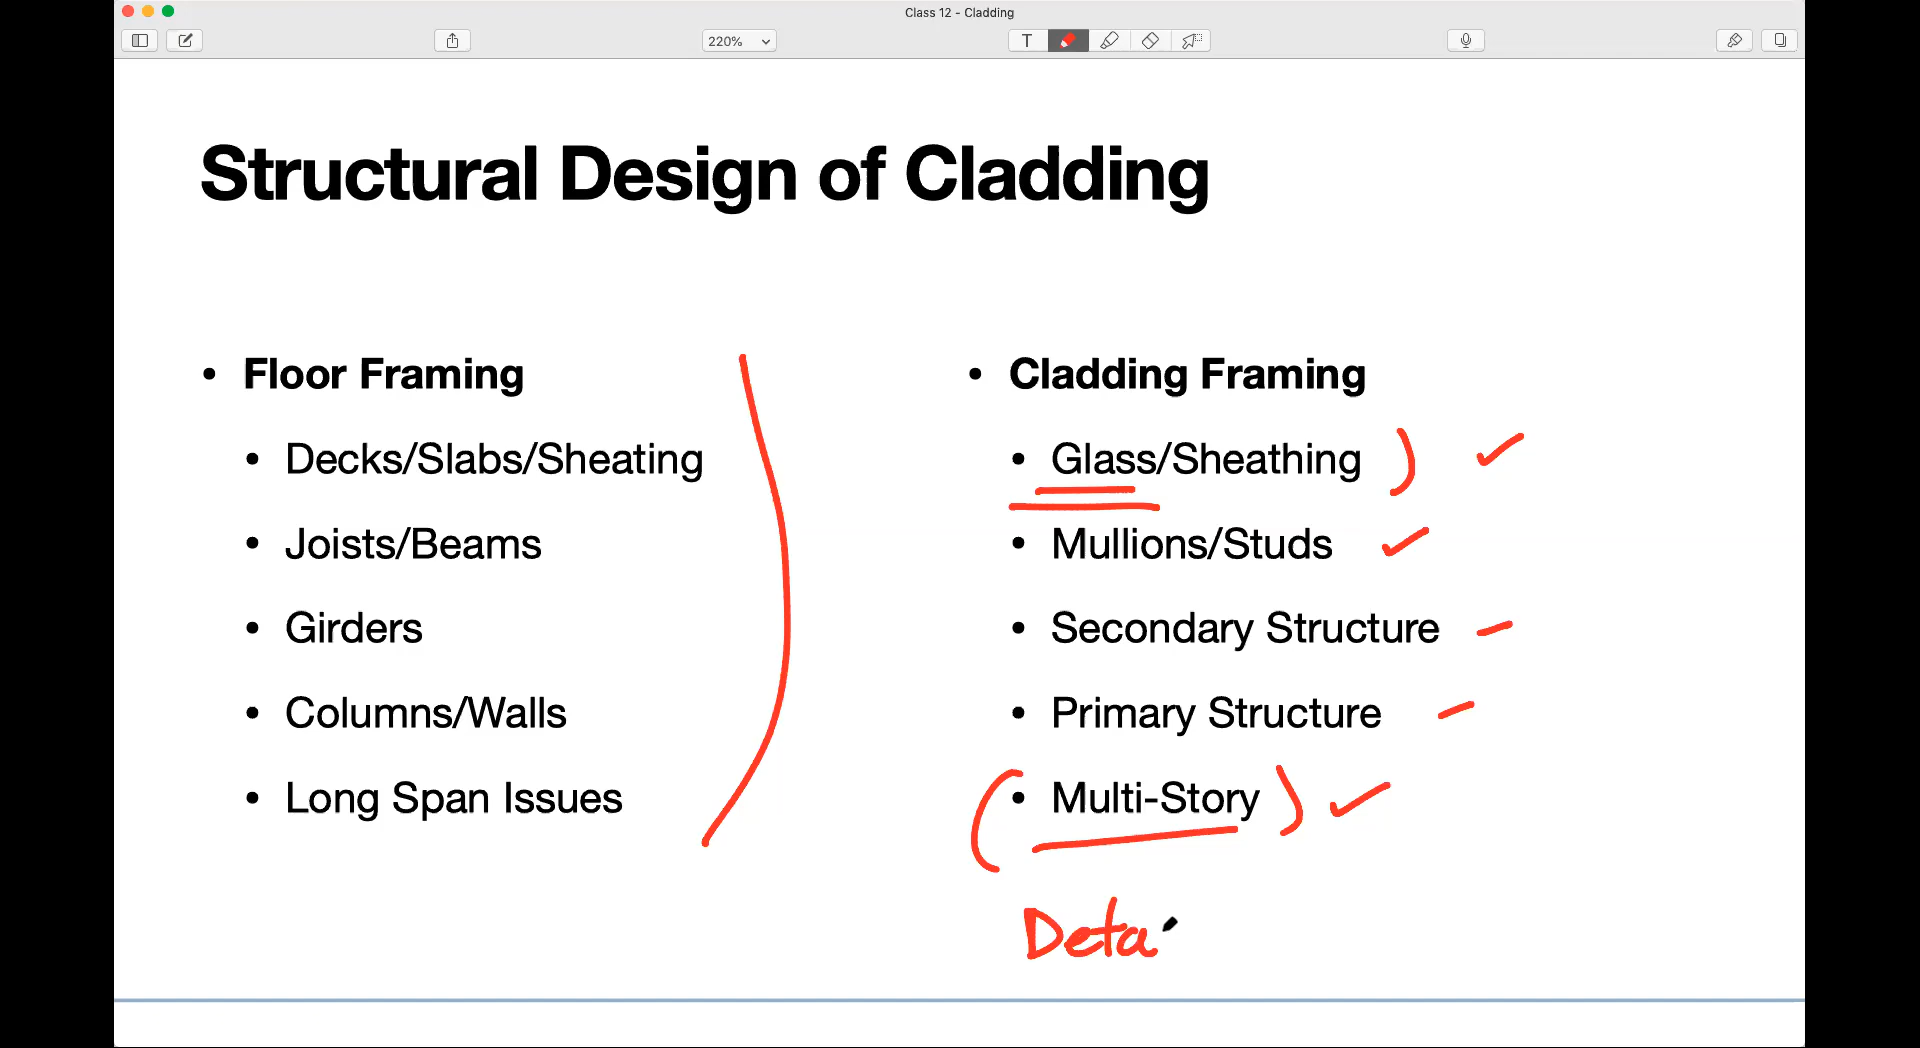 Class 12 - Cladding
220%
T
Structural Design of Cladding
• Floor Framing
• Decks/Slabs/Sheating
• Joists/Beams
• Girders
• Columns/Walls
• Long Span Issues
• Cladding Framing
• Glass/Sheathing
• Mullions/Studs
• Secondary Structure
• Primary Structure
• Multi-Story
Deta